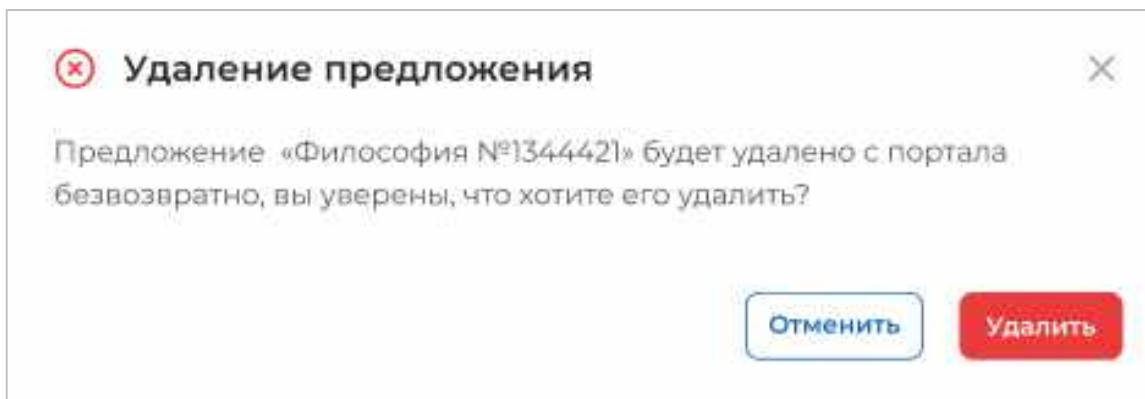 Удаление предложения
Предложение «Философия №1344421» будет удалено с портала
безвозвратно, вы уверены, что хотите его удалить?
Отменить Удалить